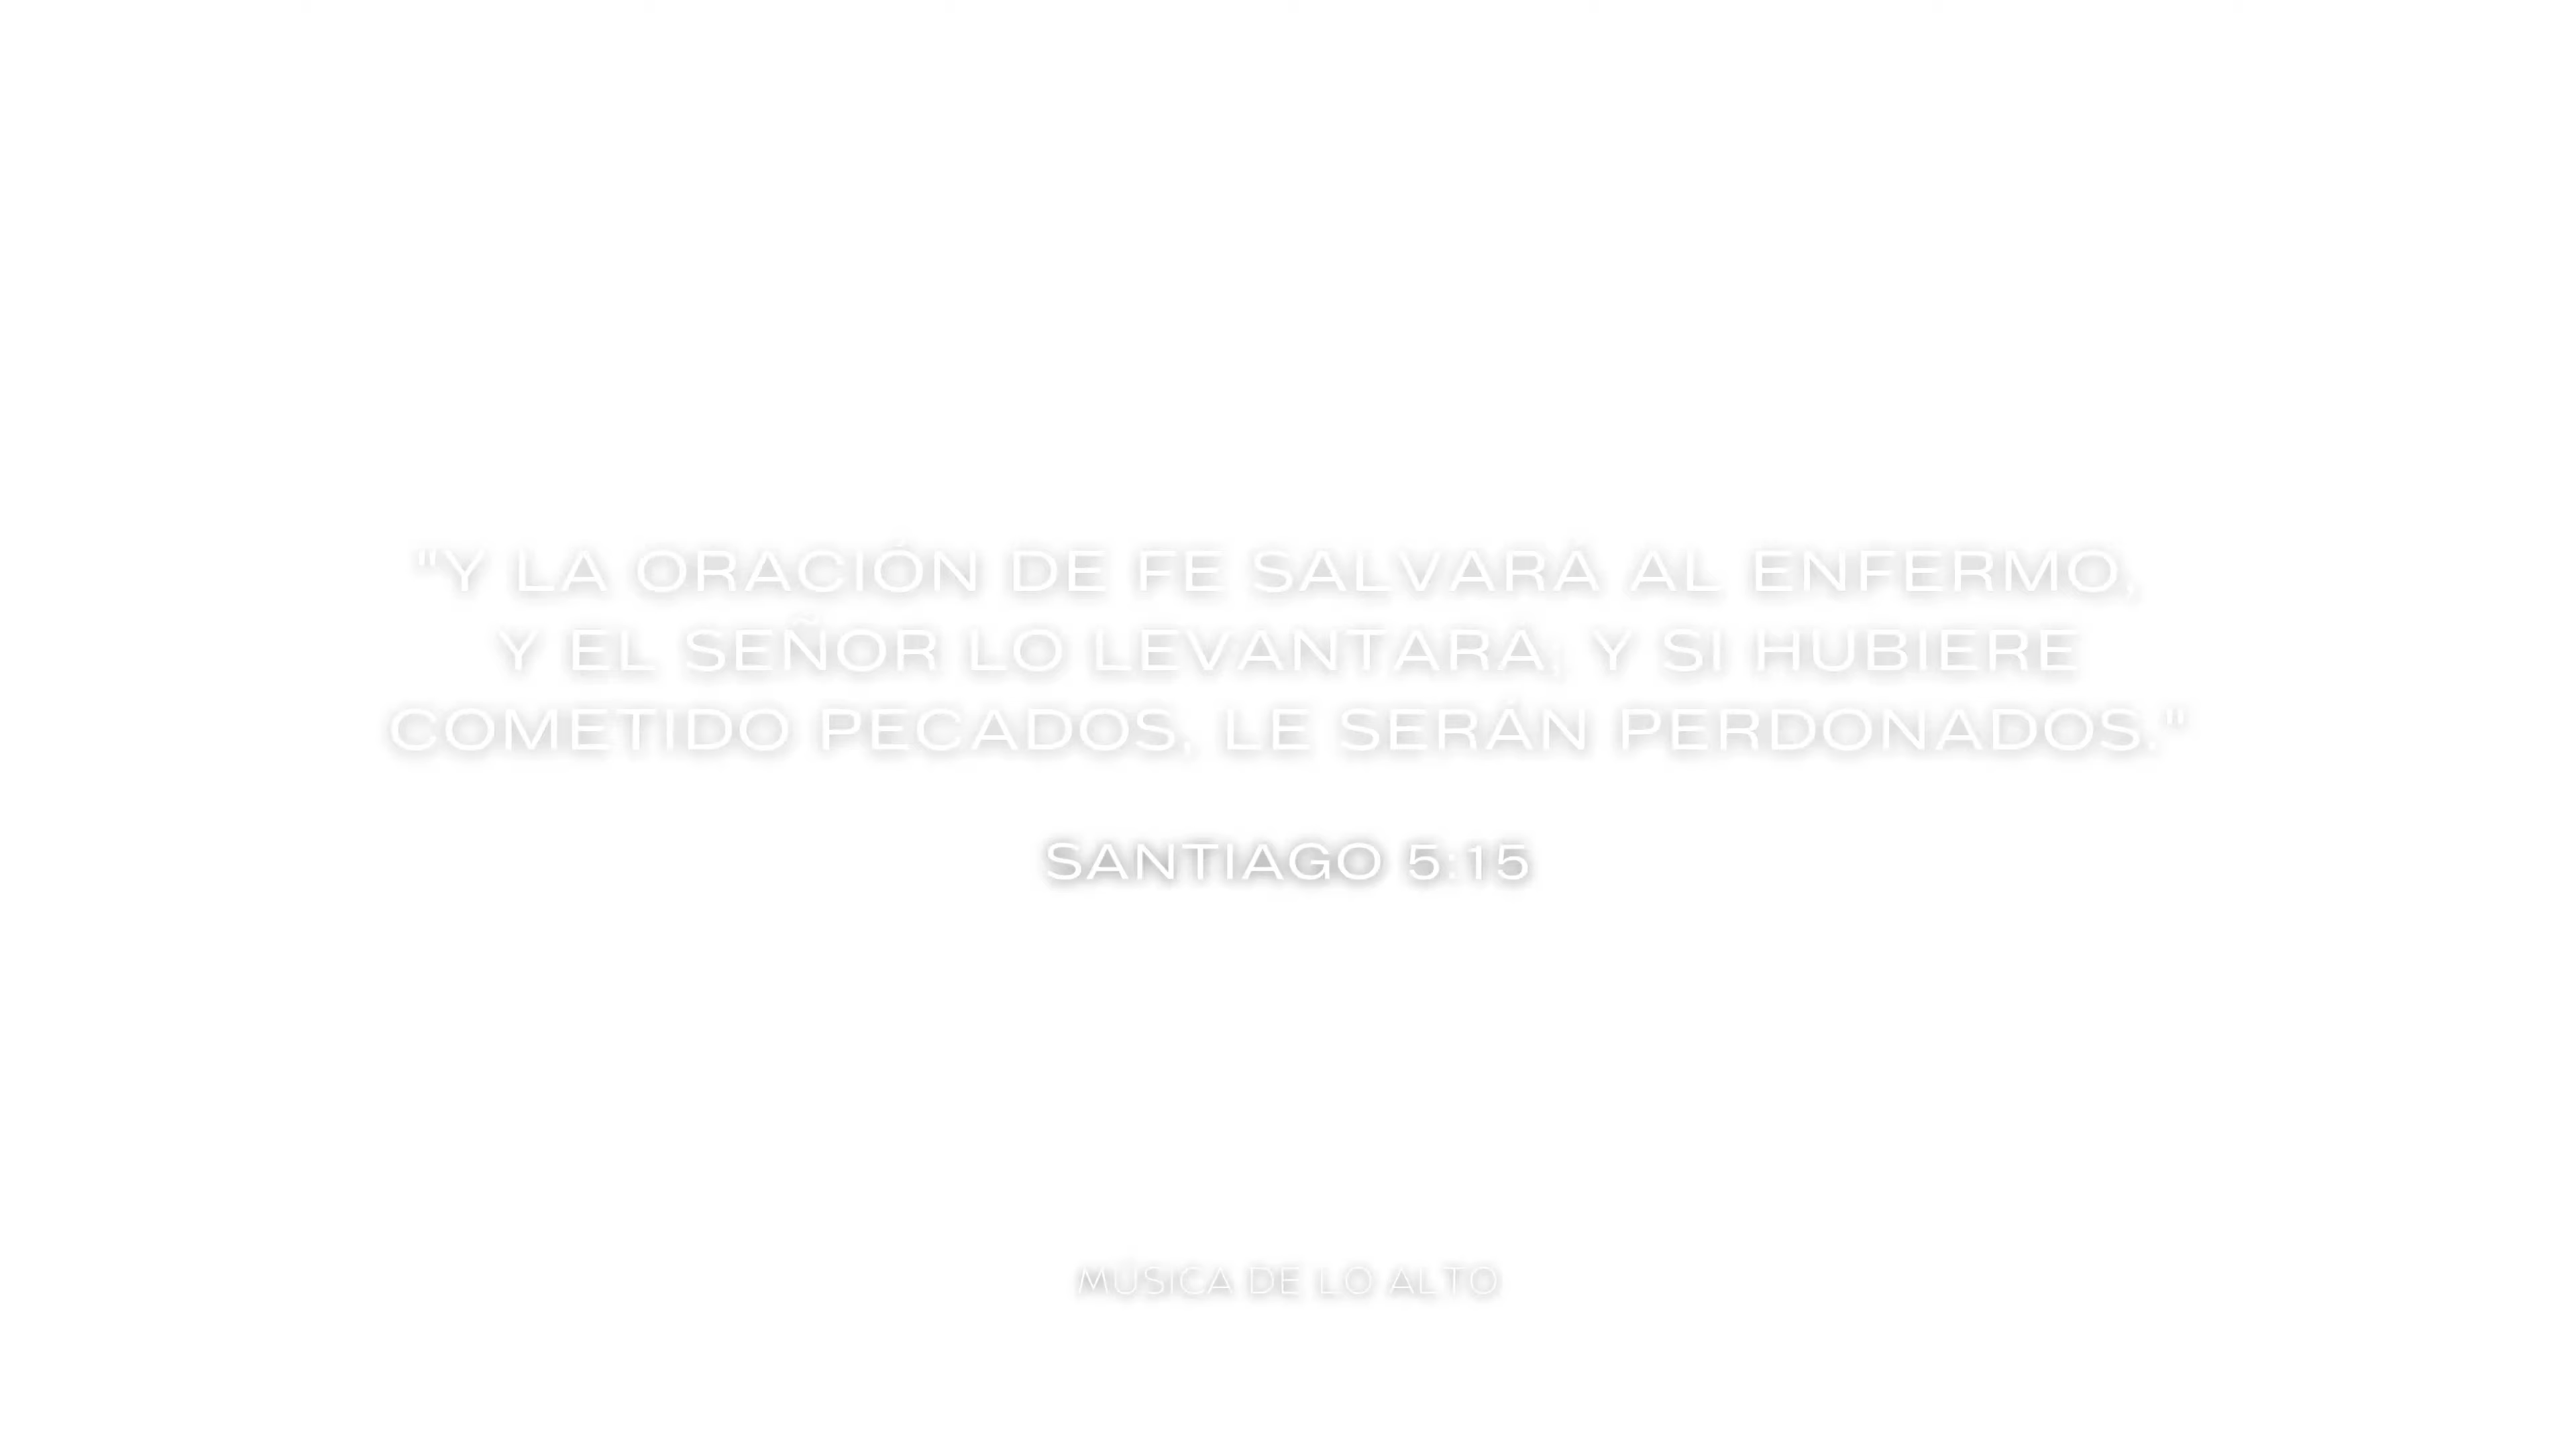 "Y LA ORACIÓN DE FE SALVARÁ AL ENFERMO,
Y EL SEÑOR LO LEVANTARÁ; Y SI HUBIERE
COMETIDO PECADOS, LE SERÁN PERDONADOS."
SANTIAGO 5:15
MÚSICA DE LO ALTO